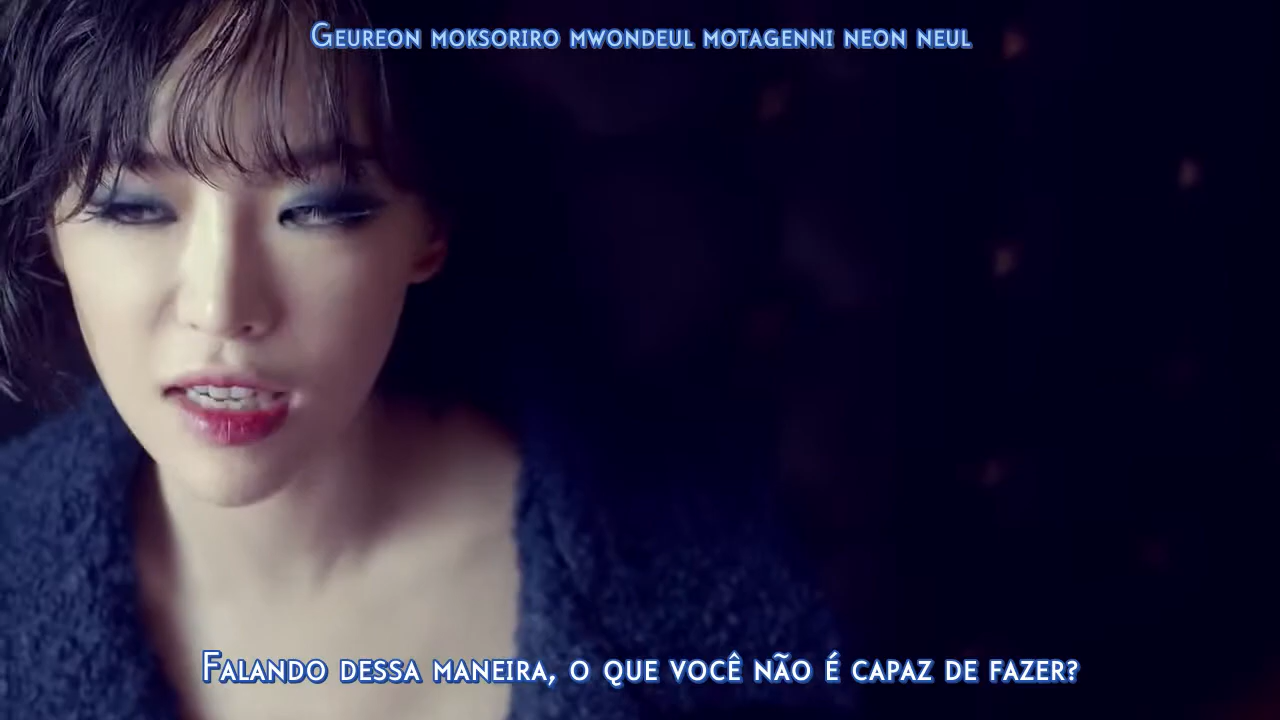 Geureon moksoriro mwondeul motagenni neon neul
Falando dessa maneira, o que você não é capaz de fazer?